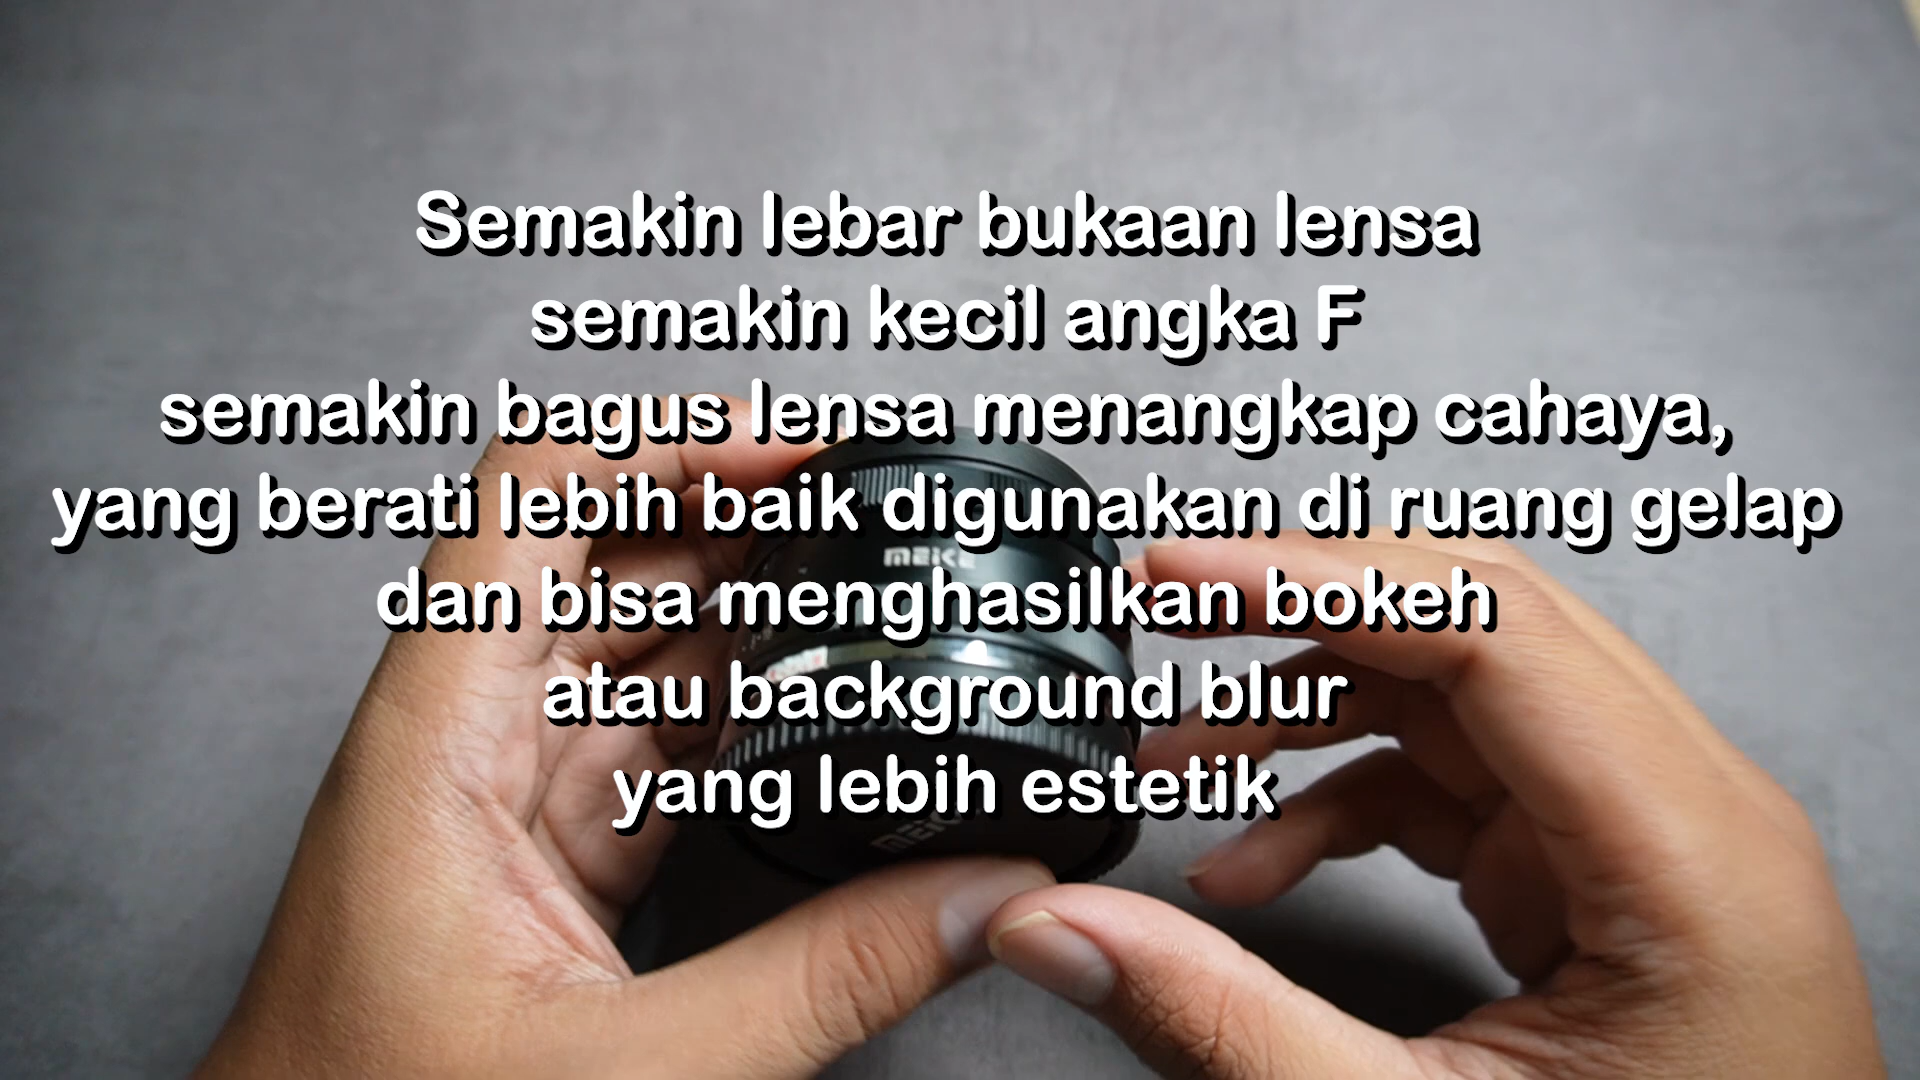 Semakin lebar bukaan lensa
semakin kecil angka F
semakin bagus lensa menangkap cahaya,
yang berati lebih baik digunakan di ruang gelap
MEIKE
dan bisa menghasilkan bokeh
atau background blur
yang lebih estetik